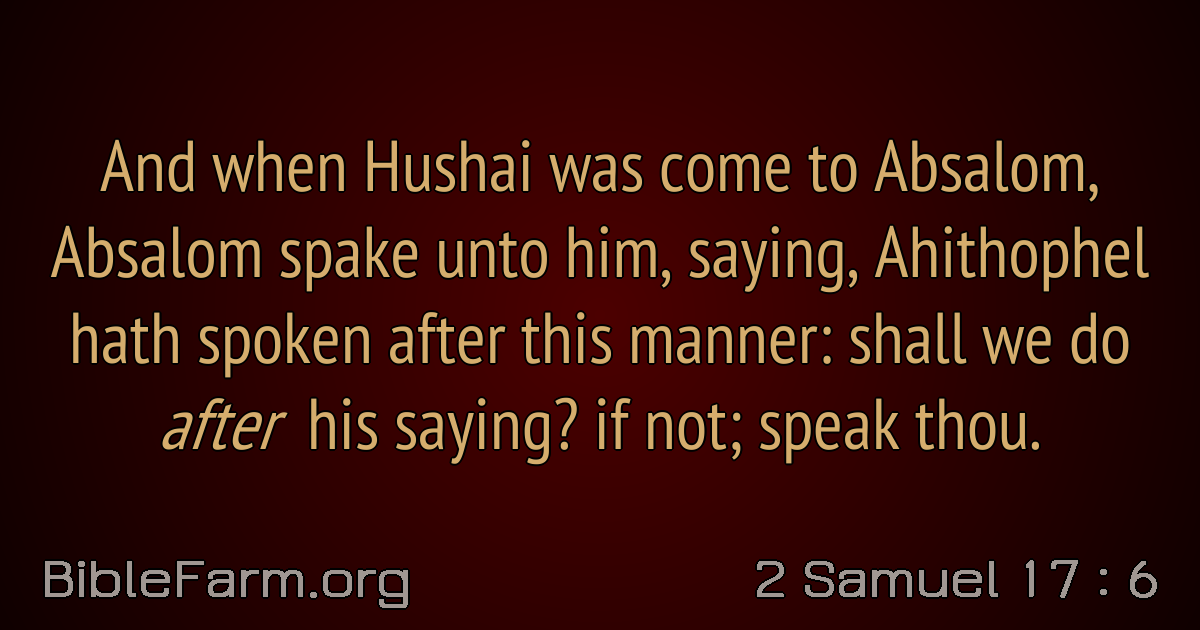 And when Hushai was come to Absalom,
Absalom spake unto him, saying, Ahithophel
hath spoken after this manner: shall we do
after his saying? if not; speak thou.
BibleFarm.org
2 Samuel 17 : 6